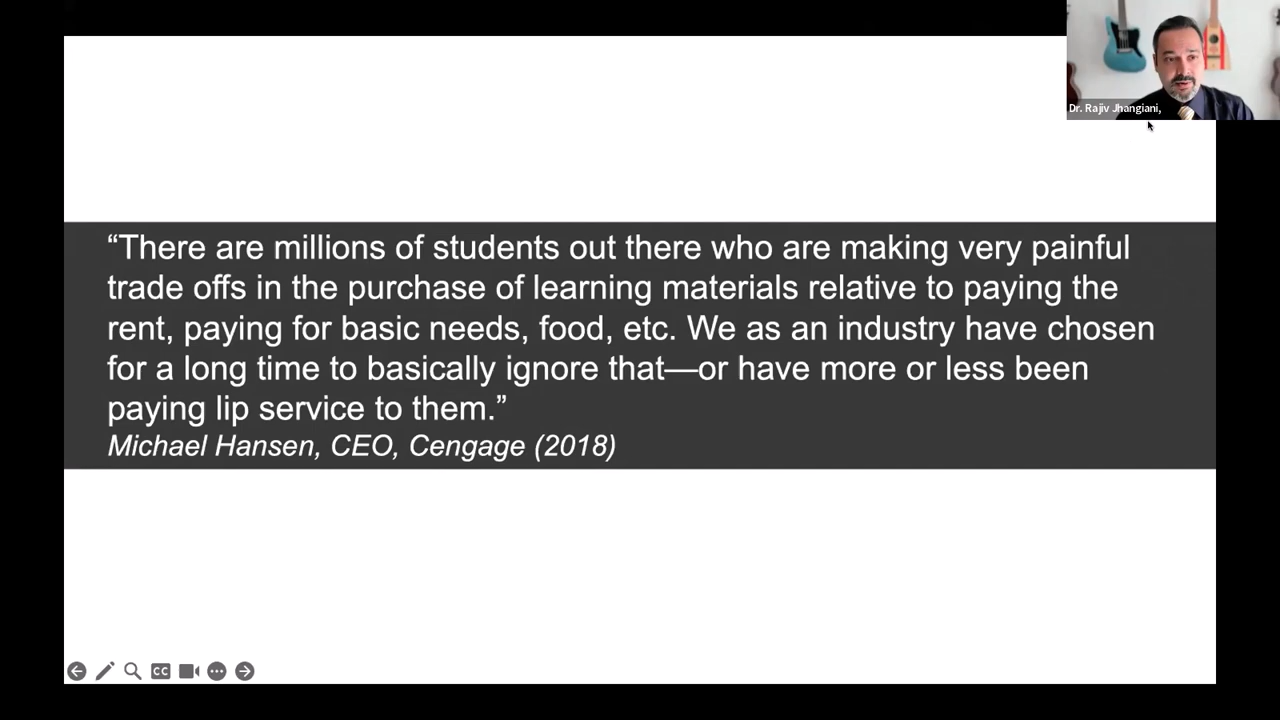 Dr. Rajiv Jhangiani,
“There are millions of students out there who are making very painful
trade offs in the purchase of learning materials relative to paying the
rent, paying for basic needs, food, etc. We as an industry have chosen
for a long time to basically ignore that—or have more or less been
paying lip service to them.”
Michael Hansen, CEO, Cengage (2018)
CC